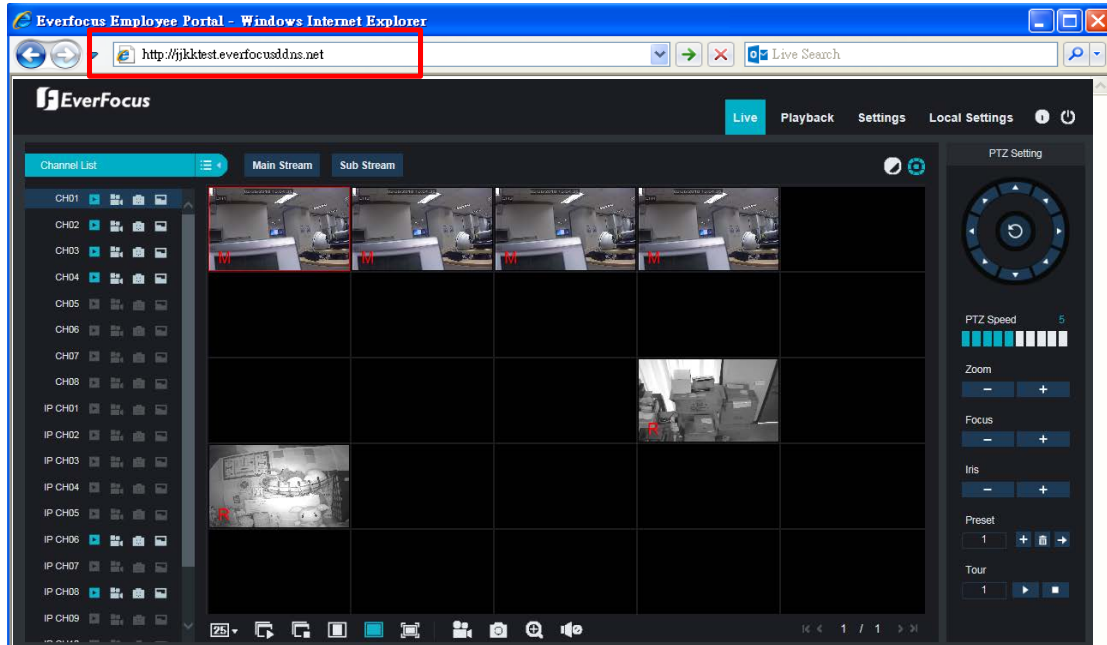 Everfocus Employee Portal - Windows Internet Explorer
http://jjkktest.everfocusddns.net
Live Search
EverFocus
Live Playback Settings Local Settings
Channel List
Main Stream Sub Stream
PTZ Setting
CH01
CH02
CH03
CH04
CH05
CH06
CH07
CH08
IP CH01
IP CH02
IP CH03
IP CH04
IP CH05
IP CH06
IP CH07
IP CH08
IP CH09
M
M
M
M
R
R
PTZ Speed 5
Zoom
- +
Focus
- +
Iris
- +
Preset
1 +
Tour
1
25
1 / 1